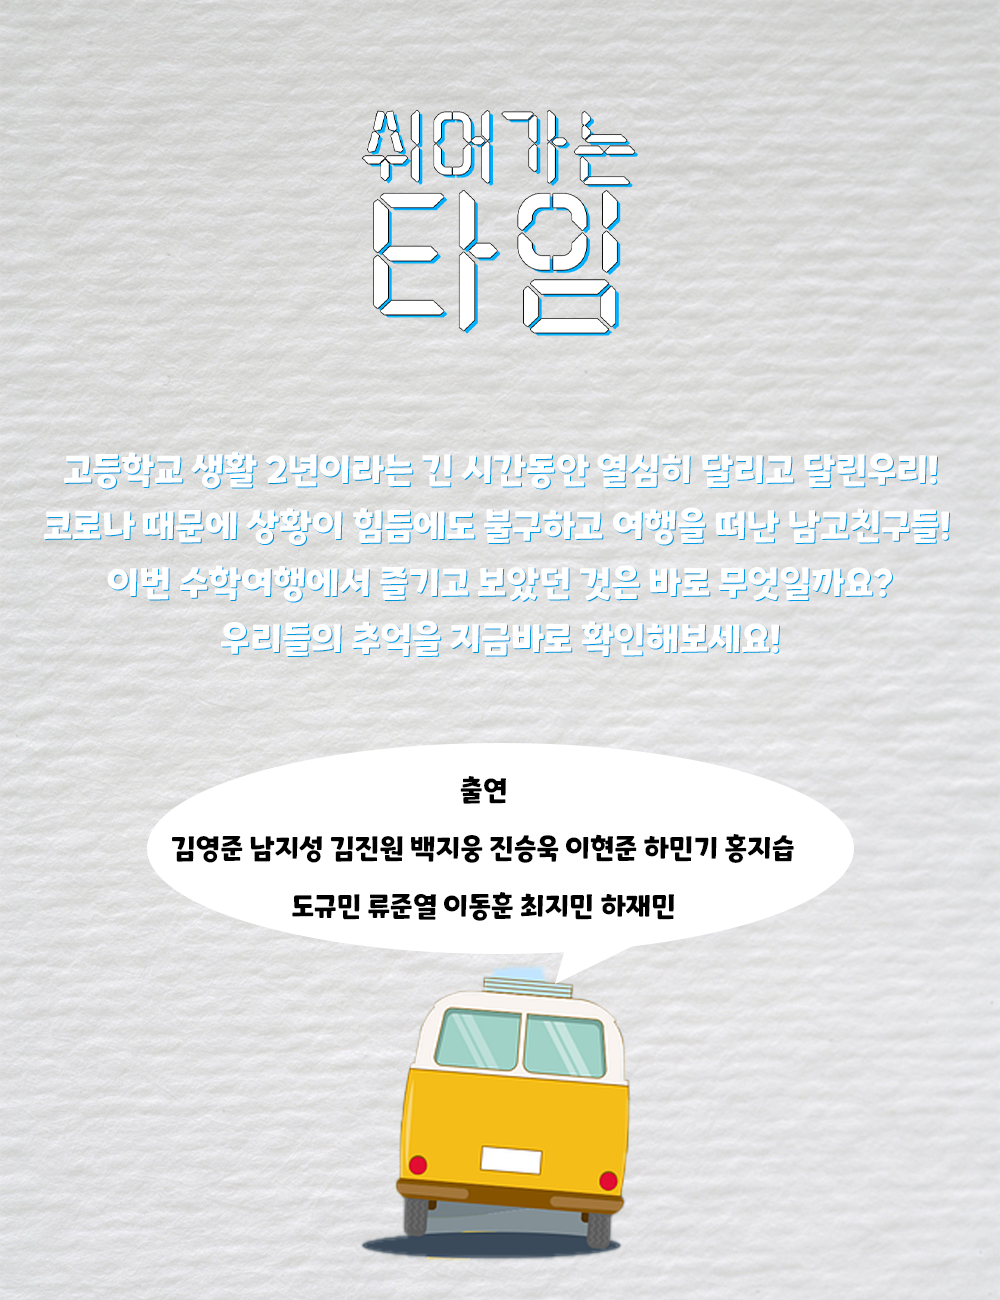 쉬어가는
타임
고등학교 생활 2년이라는 긴 시간동안 열심히 달리고 달린우리!
코로나 때문에 상황이 힘듬에도 불구하고 여행을 떠난 남고친구들!
이번 수학여행에서 즐기고 보았던 것은 바로 무엇일까요?
우리들의 추억을 지금바로 확인해보세요!
출연
김영준 남지성 김진원 백지웅 진승욱 이현준 하민기 홍지습
도규민 류준열 이동훈 최지민 하재민